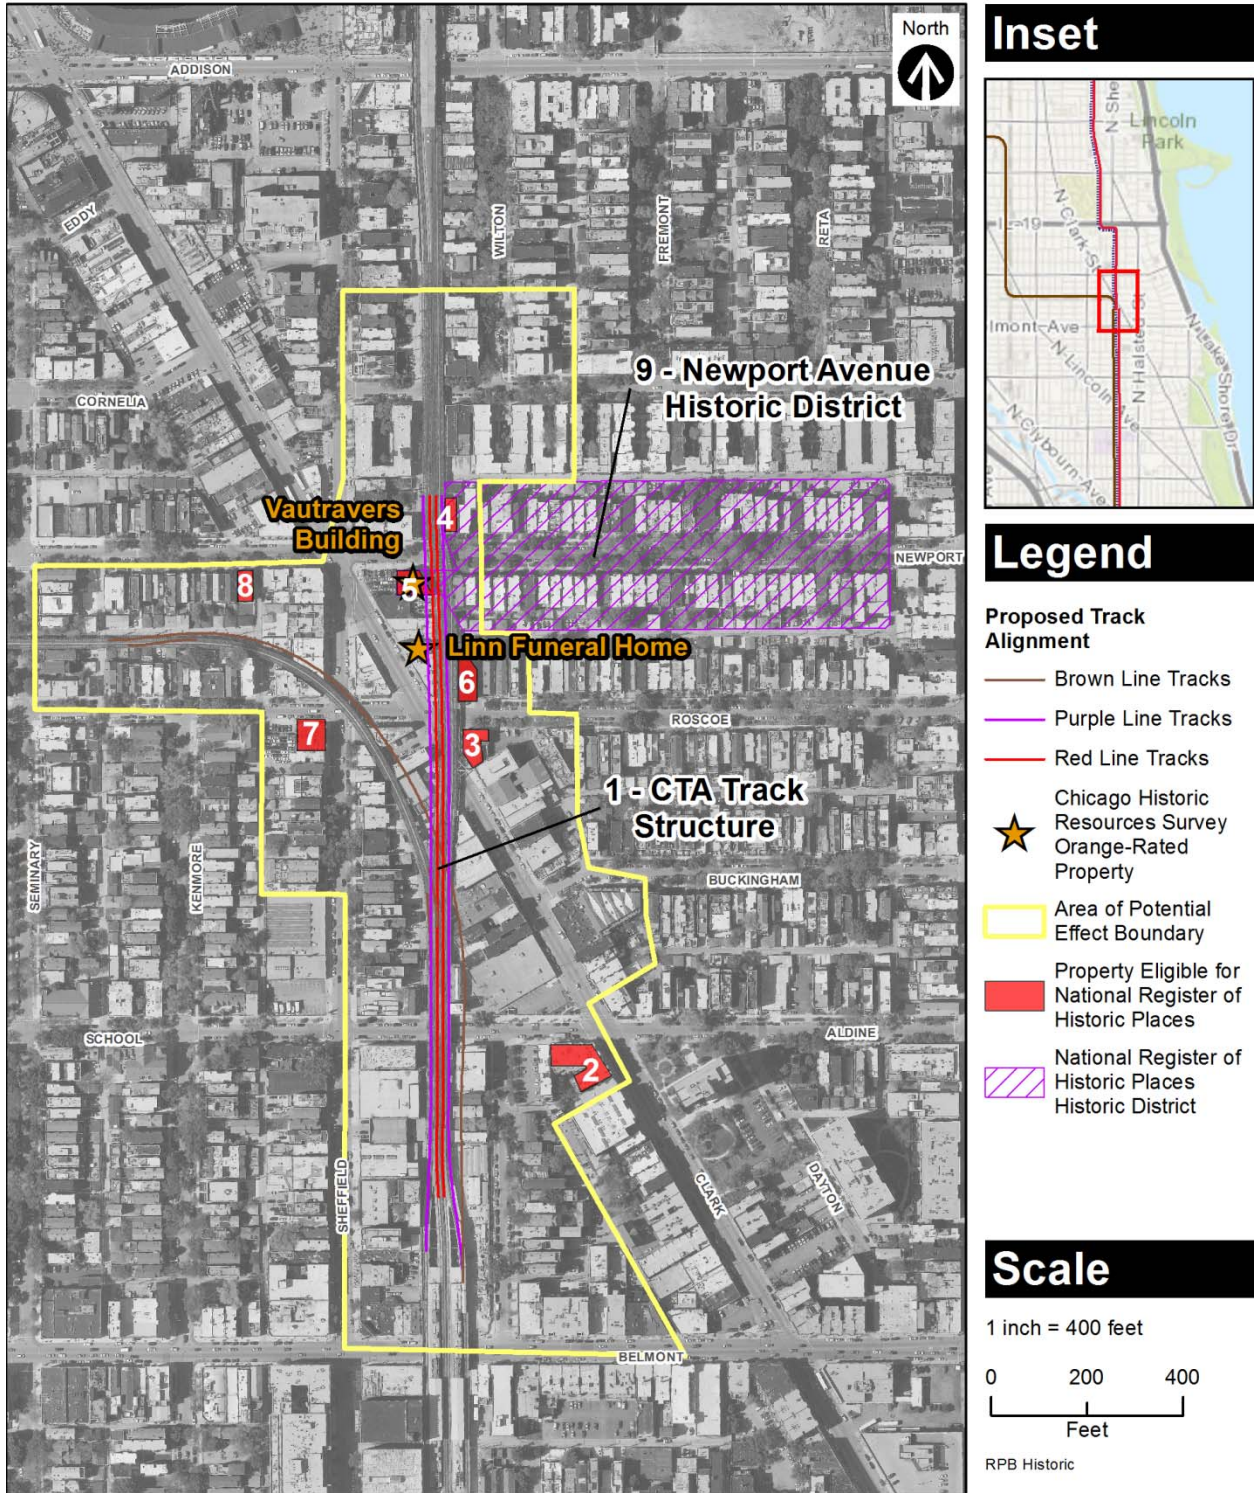 North
ADDISON
EDDY
WILTON
FREMONT
RETA
CORNELIA
9 - Newport Avenue
Historic District
Vautravers
Building
4
NEWPORT
8
5
Linn Funeral Home
6
ROSCOE
7
3
1 - CTA Track
Structure
SEMINARY
KENMORE
BUCKINGHAM
SCHOOL
ALDINE
2
SHEFFIELD
CLARK
DAYTON
BELMONT
Inset
N She
Lincoln
Park
IL-19
N Clark St
lmont-Ave
N Halsted St
N Lincoln Ave
N Lake Shore Dr
N Clybourn Ave
Legend
Proposed Track
Alignment
Brown Line Tracks
Purple Line Tracks
Red Line Tracks
Chicago Historic
Resources Survey
Orange-Rated
Property
Area of Potential
Effect Boundary
Property Eligible for
National Register of
Historic Places
National Register of
Historic Places
Historic District
Scale
1 inch = 400 feet
0 200 400
Feet
RPB Historic